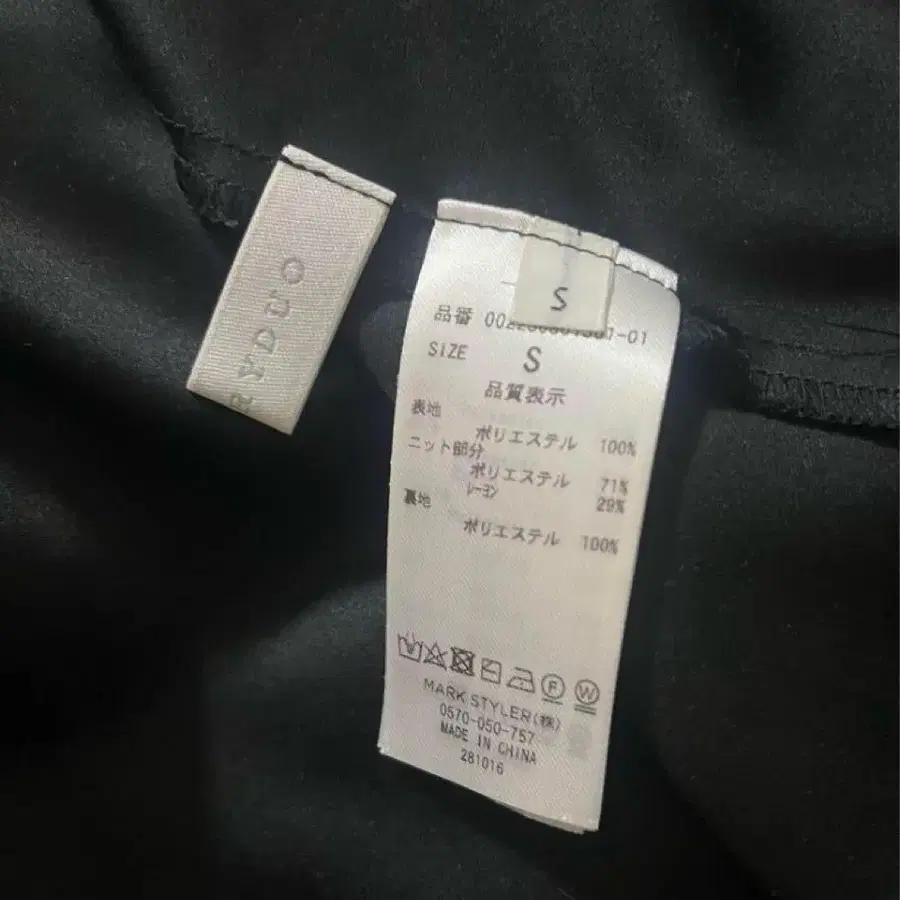 RYDUO
S
品番
-01
SIZE S
品質表示
表地
ポリエステル 100%
ニット部分
ポリエステル 71%
レーヨン 29%
裏地
ポリエステル 100%
F W
MARK STYLER(株)
0570-050-757
MADE IN CHINA
281016